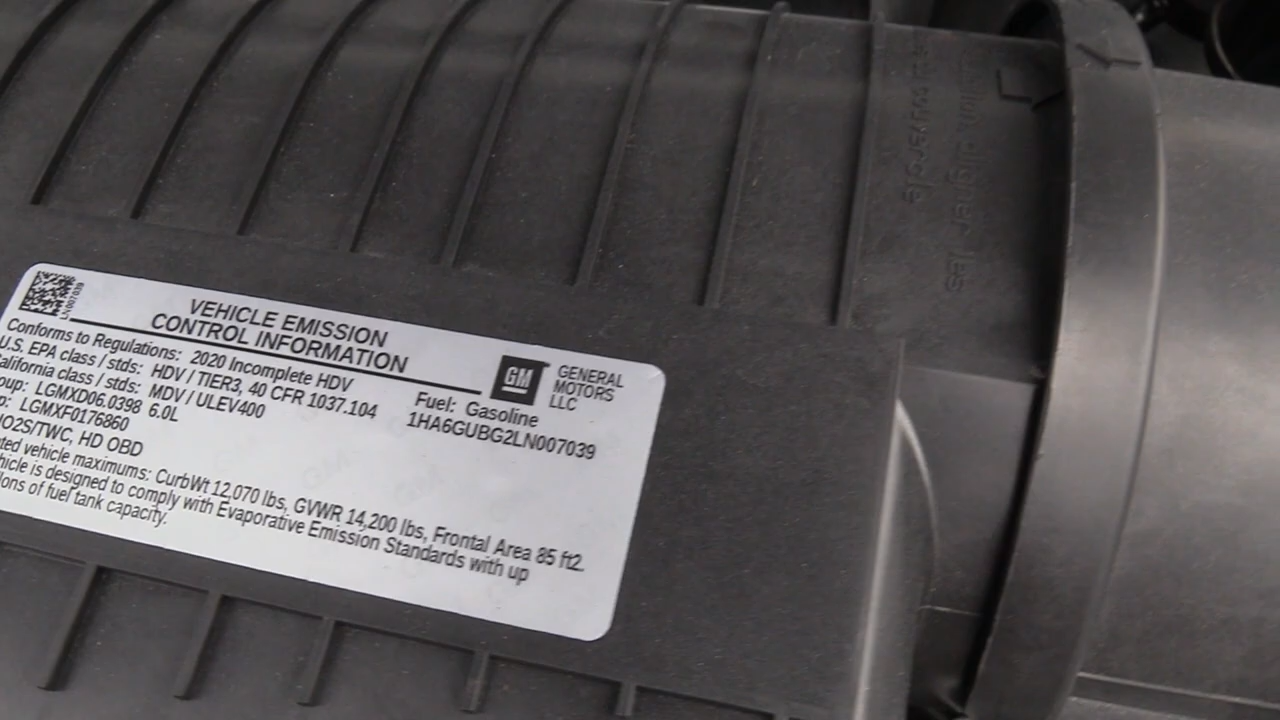 LN007039
VEHICLE EMISSION
CONTROL INFORMATION
GM
GENERAL
MOTORS
LLC
Conforms to Regulations: 2020 Incomplete HDV
U.S. EPA class / stds: HDV / TIER3, 40 CFR 1037.104
alifornia class / stds: MDV / ULEV400
oup: LGMXD06.0398 6.0L
p: LGMXF0176860
HO2S/TWC, HD OBD
Fuel: Gasoline
1HA6GUBG2LN007039
ted vehicle maximums: CurbWt 12,070 lbs, GVWR 14,200 lbs, Frontal Area 85 ft2.
hicle is designed to comply with Evaporative Emission Standards with up
lons of fuel tank capacity.